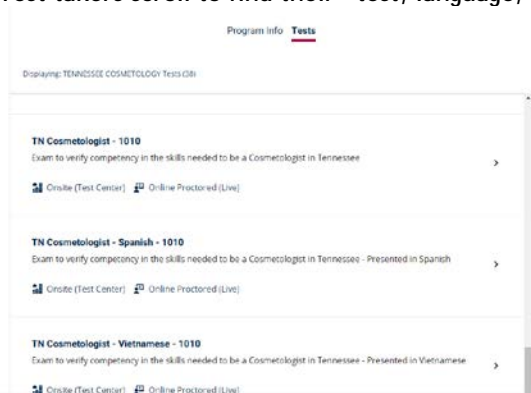 Test takers scroll to find their test, language,
Program Info Tests
Displaying: TENNESSEE COSMETOLOGY Tests (38)
TN Cosmetologist - 1010
Exam to verify competency in the skills needed to be a Cosmetologist in Tennessee
Onsite (Test Center) Online Proctored (Live)
TN Cosmetologist - Spanish - 1010
Exam to verify competency in the skills needed to be a Cosmetologist in Tennessee - Presented in Spanish
Onsite (Test Center) Online Proctored (Live)
TN Cosmetologist - Vietnamese - 1010
Exam to verify competency in the skills needed to be a Cosmetologist in Tennessee - Presented in Vietnamese
Onsite (Test Center) Online Proctored (Live)